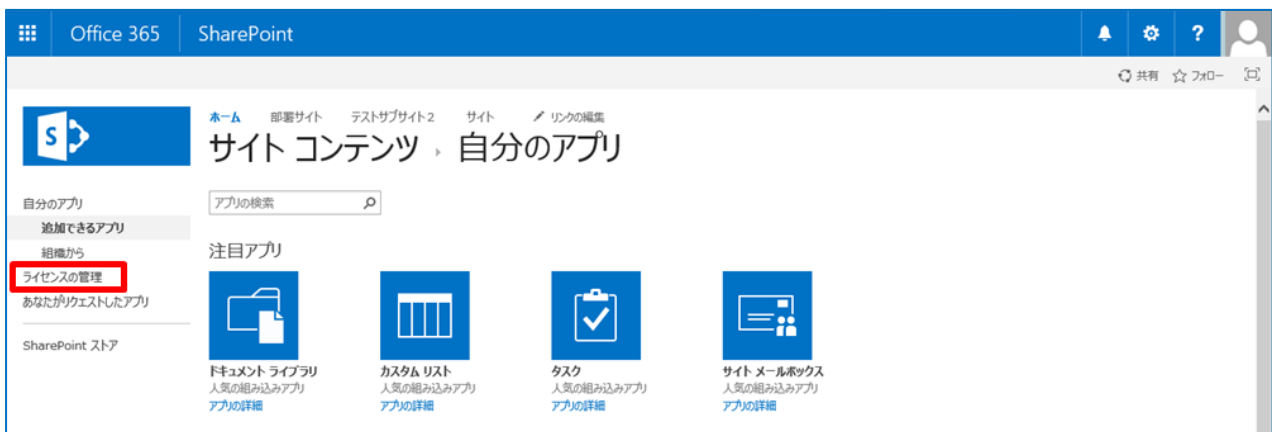 Office 365 SharePoint ?
共有 フォロー
S
ホーム 部署サイト テストサブサイト2 サイト リンクの編集
サイト コンテンツ ▸ 自分のアプリ
自分のアプリ
追加できるアプリ
組織から
ライセンスの管理
あなたがリクエストしたアプリ
SharePoint ストア
アプリの検索
注目アプリ
ドキュメント ライブラリ
人気の組み込みアプリ
アプリの詳細
カスタム リスト
人気の組み込みアプリ
アプリの詳細
タスク
人気の組み込みアプリ
アプリの詳細
サイト メールボックス
人気の組み込みアプリ
アプリの詳細